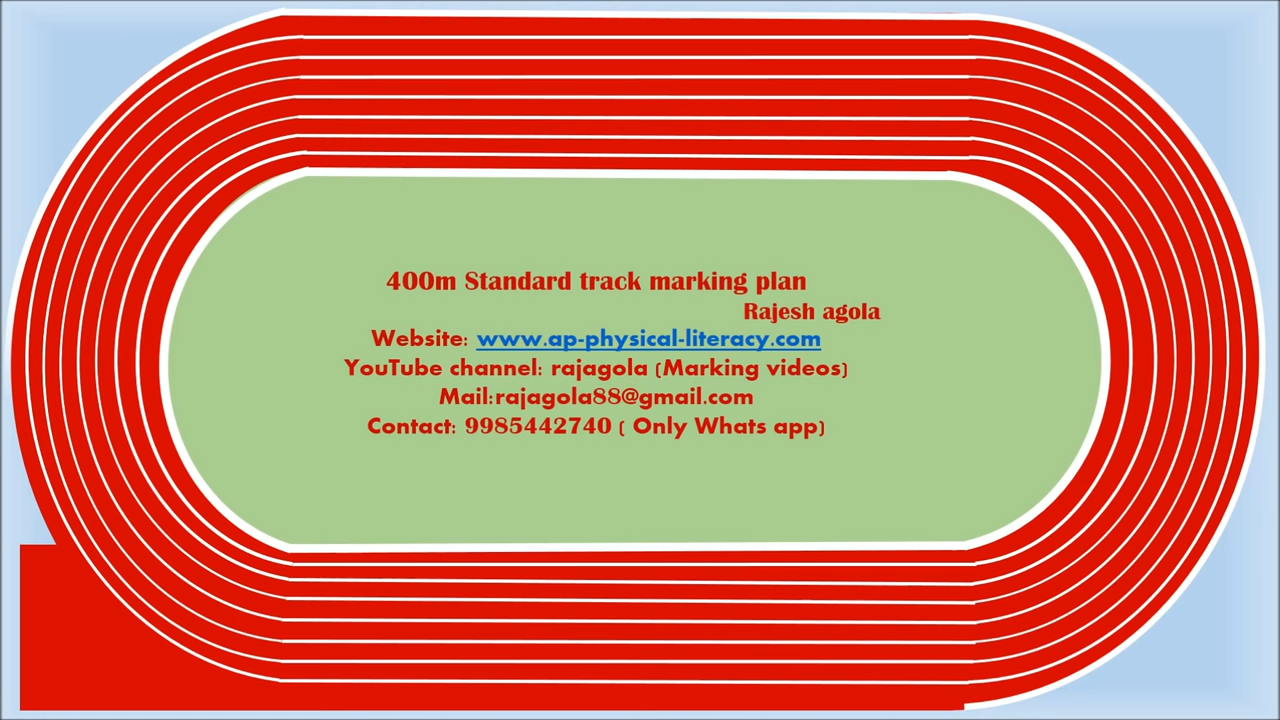 400m Standard track marking plan
Rajesh agola
Website: www.ap-physical-literacy.com
YouTube channel: rajagola (Marking videos)
Mail:rajagola88@gmail.com
Contact: 9985442740 ( Only Whats app)